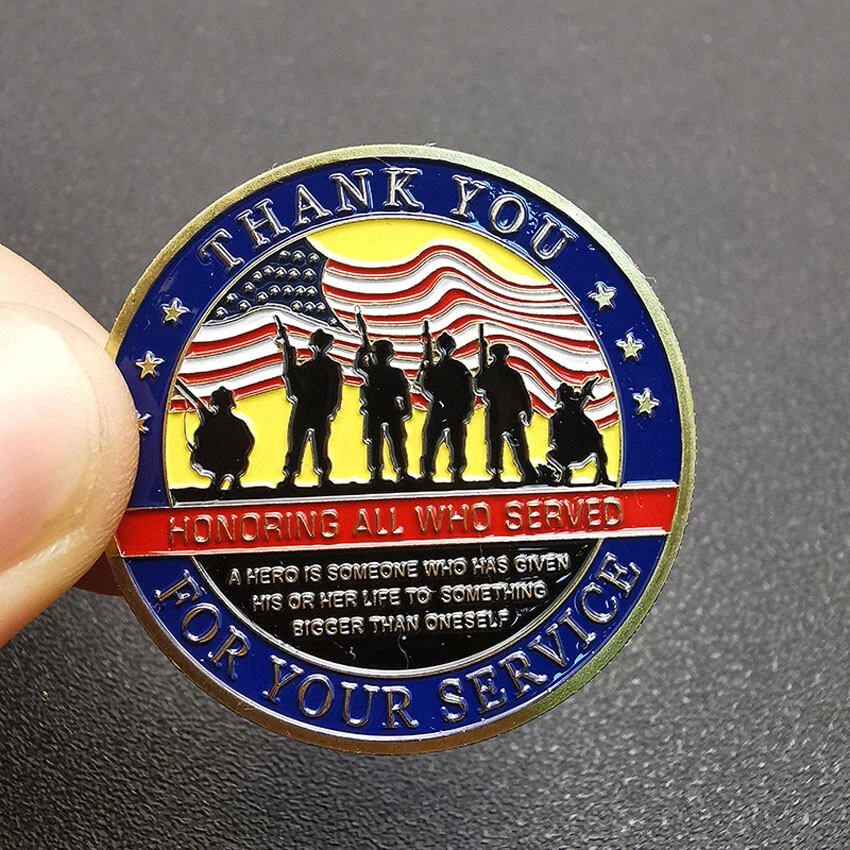 THANK YOU
HONORING ALL WHO SERVED
A HERO IS SOMEONE WHO HAS GIVEN
HIS OR HER LIFE TO SOMETHING
BIGGER THAN ONESELF
FOR YOUR SERVICE